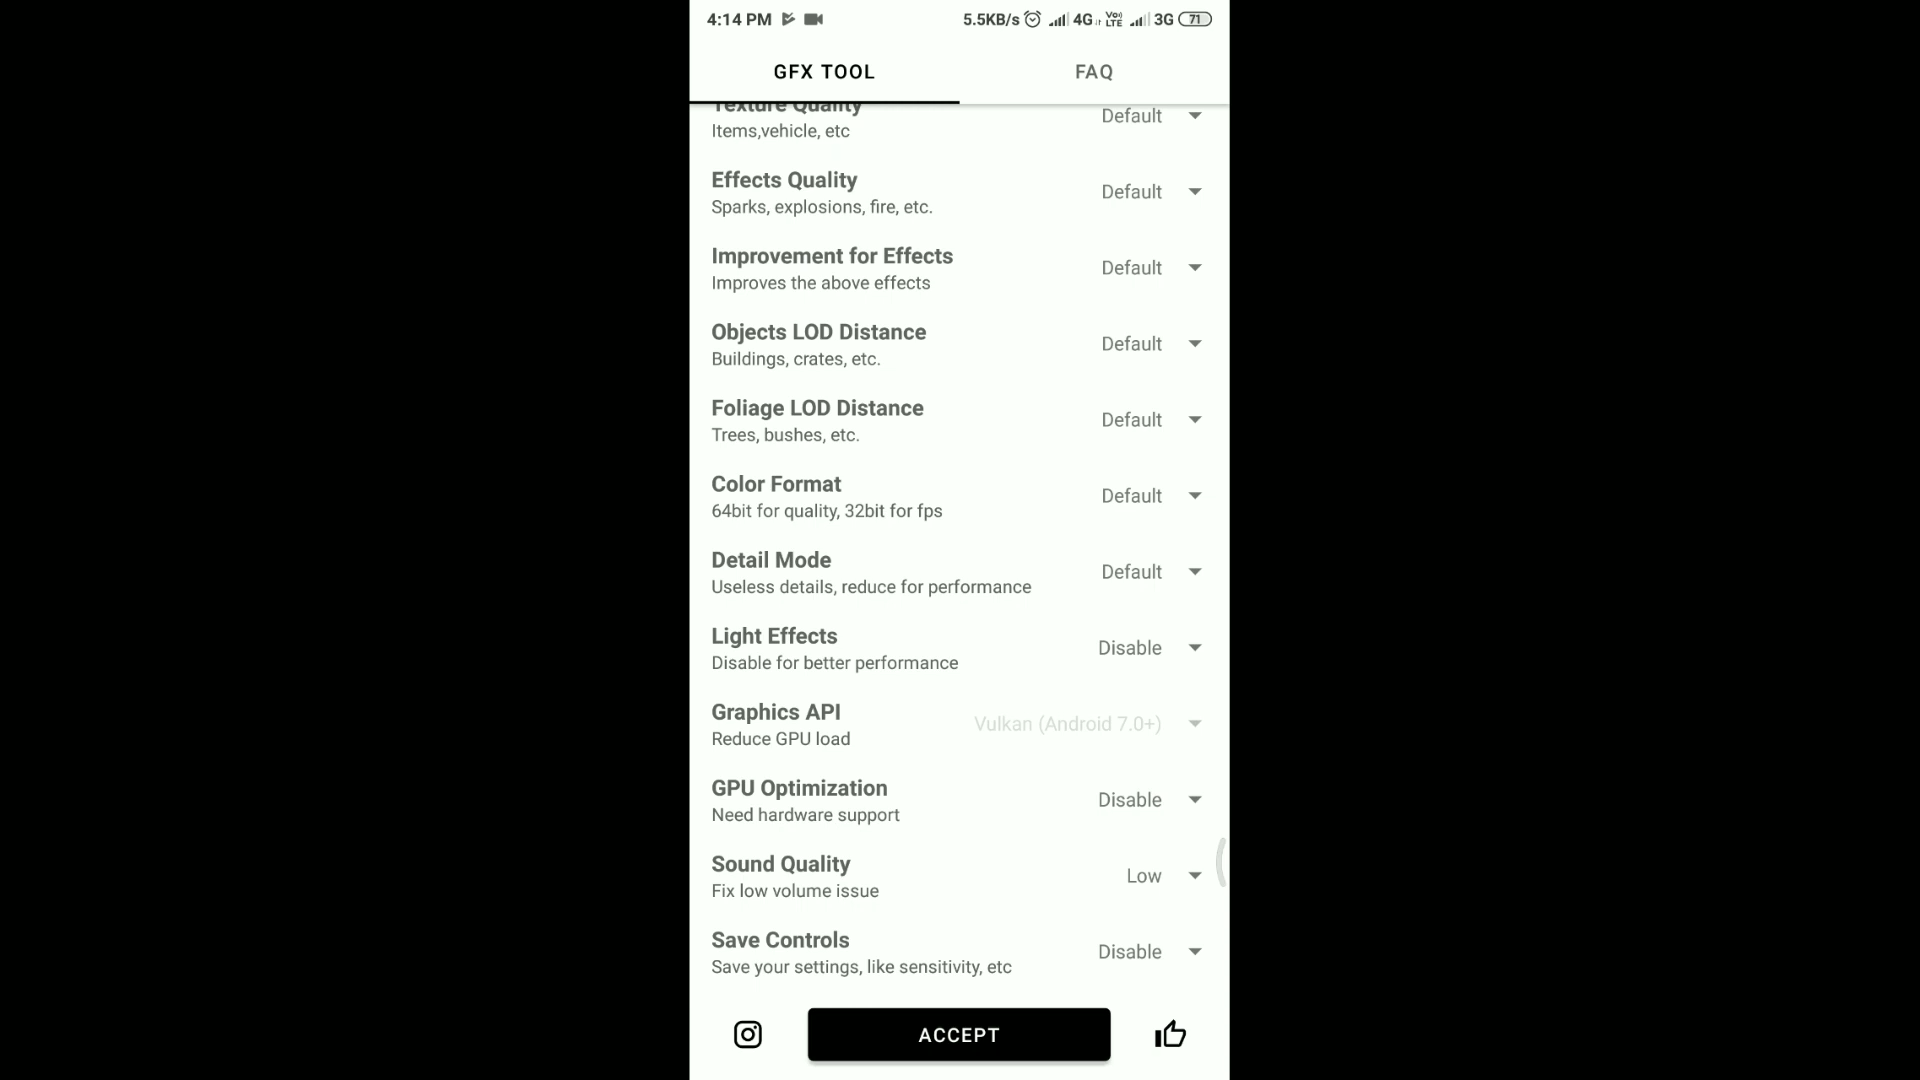 4:14 PM 5.5KB/s 4G VoLTE 3G 71
GFX TOOL FAQ
Texture Quality
Items,vehicle, etc
Default
Effects Quality
Sparks, explosions, fire, etc.
Default
Improvement for Effects
Improves the above effects
Default
Objects LOD Distance
Buildings, crates, etc.
Default
Foliage LOD Distance
Trees, bushes, etc.
Default
Color Format
64bit for quality, 32bit for fps
Default
Detail Mode
Useless details, reduce for performance
Default
Light Effects
Disable for better performance
Disable
Graphics API
Reduce GPU load
Vulkan (Android 7.0+)
GPU Optimization
Need hardware support
Disable
Sound Quality
Fix low volume issue
Low
Save Controls
Save your settings, like sensitivity, etc
Disable
ACCEPT